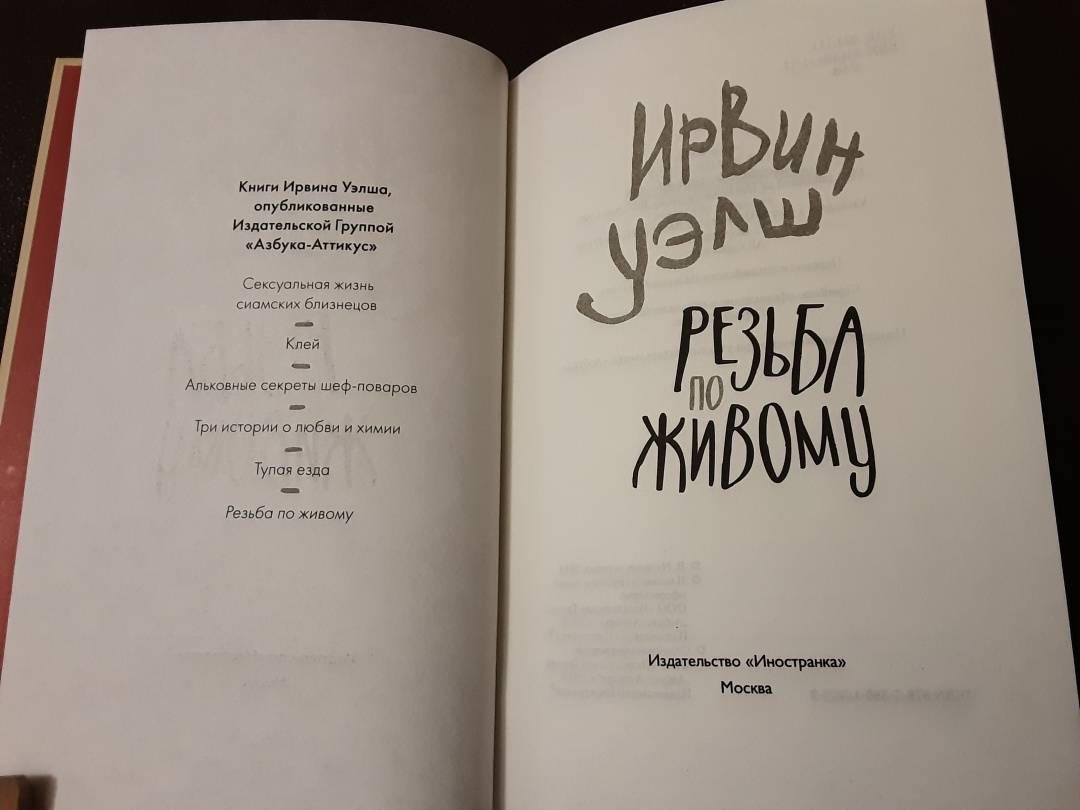 Книги Ирвина Уэлша,
опубликованные
Издательской Группой
«Азбука-Аттикус»
Сексуальная жизнь
сиамских близнецов
Клей
Альковные секреты шеф-поваров
Три истории о любви и химии
Тупая езда
Резьба по живому
ИРВИН
УЭЛШ
РЕЗЬБА
ПО
ЖИВОМУ
Издательство «Иностранка»
Москва